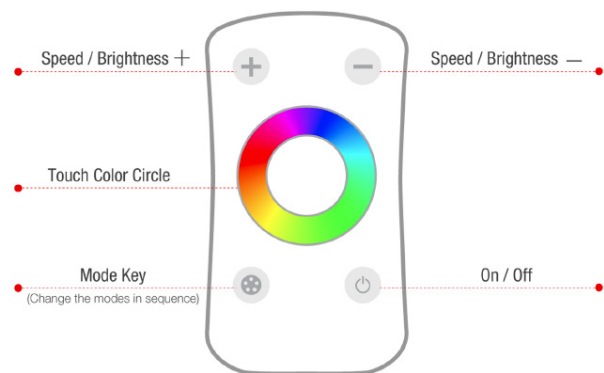 Speed / Brightness +
Speed / Brightness —
Touch Color Circle
Mode Key
(Change the modes in sequence)
On / Off